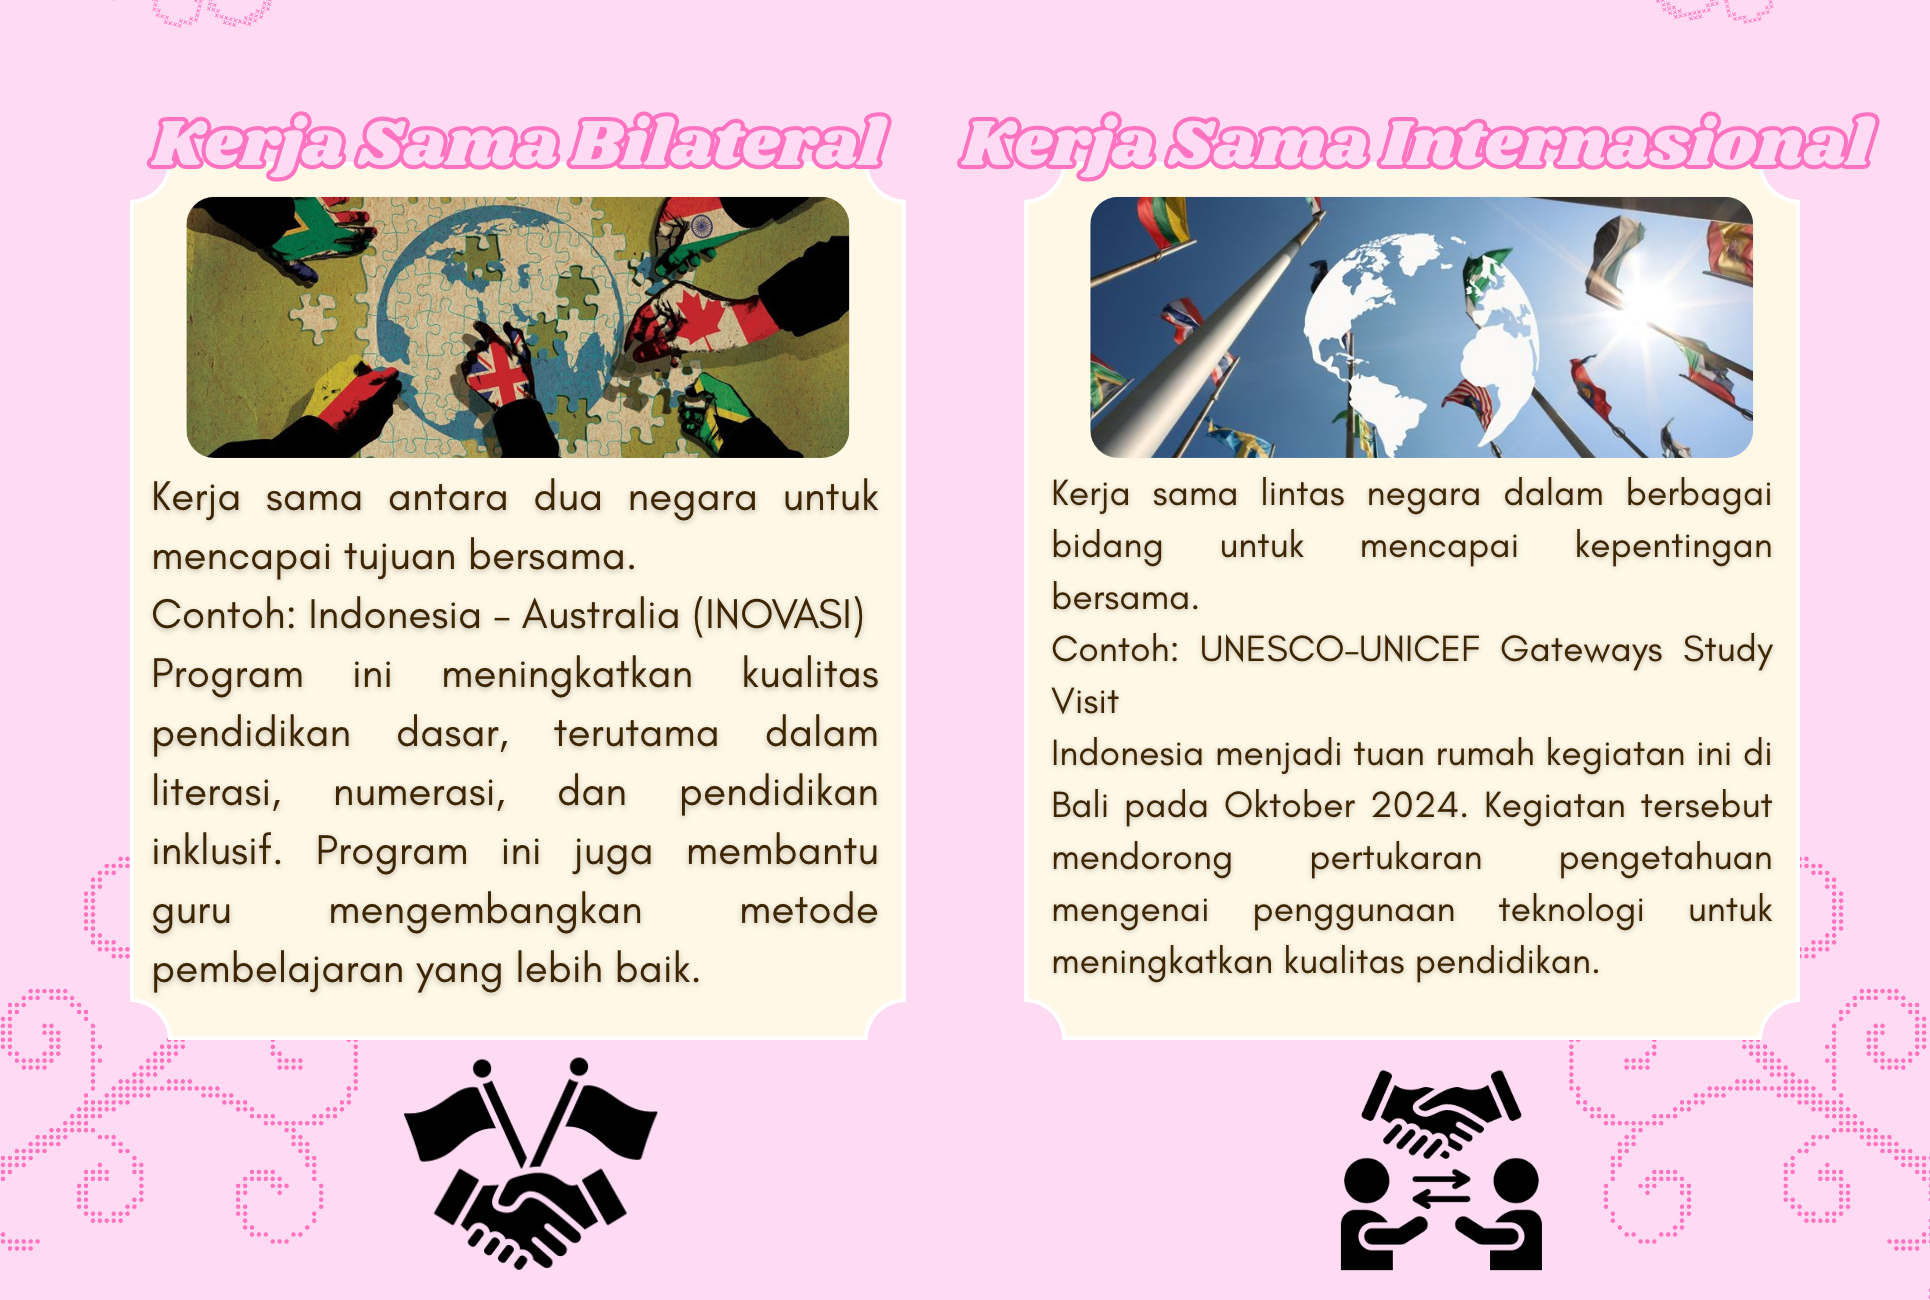 Kerja Sama Bilateral
Kerja sama antara dua negara untuk
mencapai tujuan bersama.
Contoh: Indonesia - Australia (INOVASI)
Program ini meningkatkan kualitas
pendidikan dasar, terutama dalam
literasi, numerasi, dan pendidikan
inklusif. Program ini juga membantu
guru mengembangkan metode
pembelajaran yang lebih baik.
Kerja Sama Internasional
Kerja sama lintas negara dalam berbagai
bidang untuk mencapai kepentingan
bersama.
Contoh: UNESCO-UNICEF Gateways Study
Visit
Indonesia menjadi tuan rumah kegiatan ini di
Bali pada Oktober 2024. Kegiatan tersebut
mendorong pertukaran pengetahuan
mengenai penggunaan teknologi untuk
meningkatkan kualitas pendidikan.